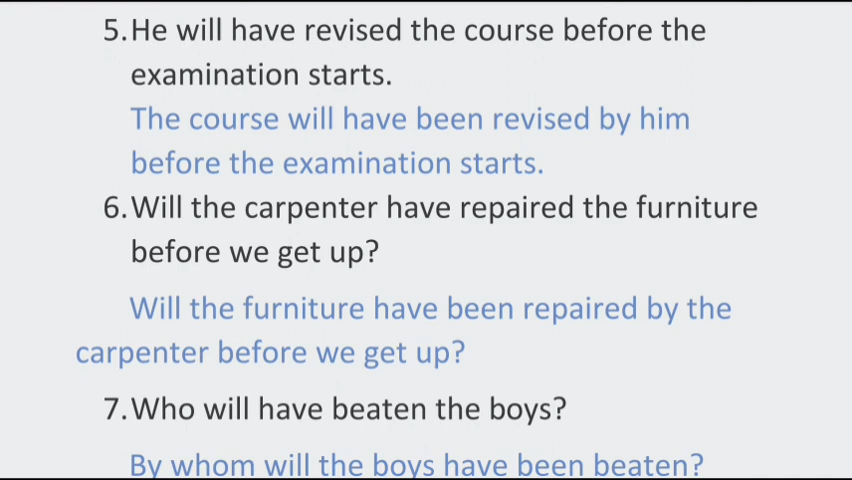 5.He will have revised the course before the
examination starts.
The course will have been revised by him
before the examination starts.
6.Will the carpenter have repaired the furniture
before we get up?
Will the furniture have been repaired by the
carpenter before we get up?
7.Who will have beaten the boys?
By whom will the boys have been beaten?